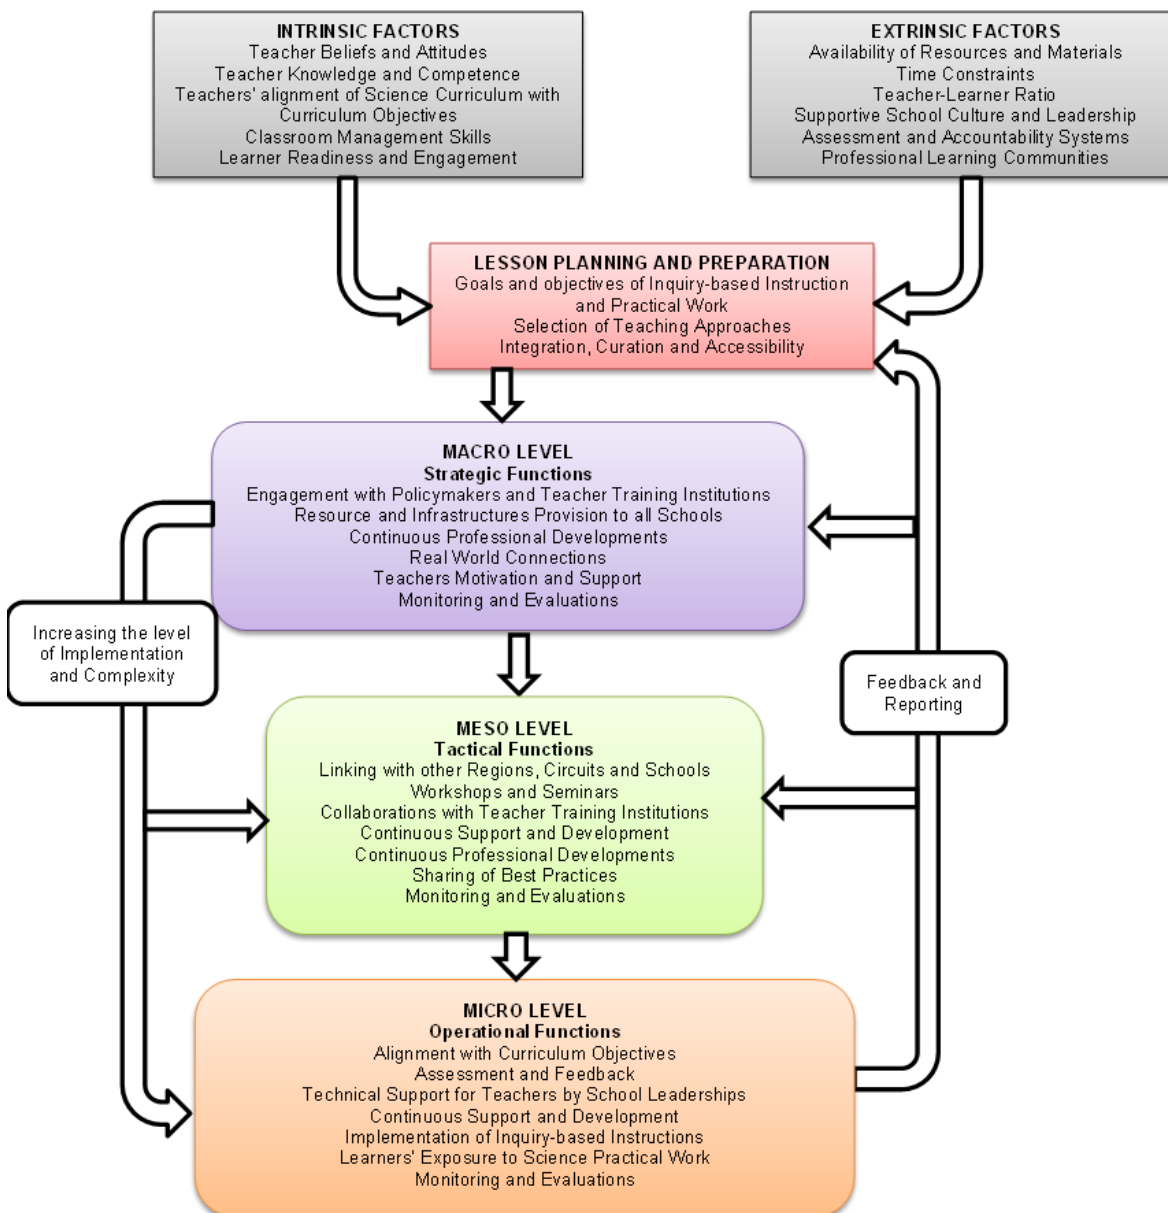 INTRINSIC FACTORS
Teacher Beliefs and Attitudes
Teacher Knowledge and Competence
Teachers' alignment of Science Curriculum with
Curriculum Objectives
Classroom Management Skills
Learner Readiness and Engagement
EXTRINSIC FACTORS
Availability of Resources and Materials
Time Constraints
Teacher-Learner Ratio
Supportive School Culture and Leadership
Assessment and Accountability Systems
Professional Learning Communities
LESSON PLANNING AND PREPARATION
Goals and objectives of Inquiry-based Instruction
and Practical Work
Selection of Teaching Approaches
Integration, Curation and Accessibility
MACRO LEVEL
Strategic Functions
Engagement with Policymakers and Teacher Training Institutions
Resource and Infrastructures Provision to all Schools
Continuous Professional Developments
Real World Connections
Teachers Motivation and Support
Monitoring and Evaluations
Increasing the level
of Implementation
and Complexity
Feedback and
Reporting
MESO LEVEL
Tactical Functions
Linking with other Regions, Circuits and Schools
Workshops and Seminars
Collaborations with Teacher Training Institutions
Continuous Support and Development
Continuous Professional Developments
Sharing of Best Practices
Monitoring and Evaluations
MICRO LEVEL
Operational Functions
Alignment with Curriculum Objectives
Assessment and Feedback
Technical Support for Teachers by School Leaderships
Continuous Support and Development
Implementation of Inquiry-based Instructions
Learners' Exposure to Science Practical Work
Monitoring and Evaluations